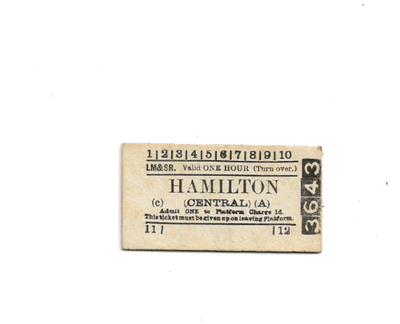 1|2|3|4|5|6|7|8|9|10
LM&SR. Valid ONE HOUR (Turn over.)
HAMILTON
(c) (CENTRAL) (A)
Admit ONE to Platform Charge 1d.
This ticket must be given up on leaving Platform.
11| |12
3643